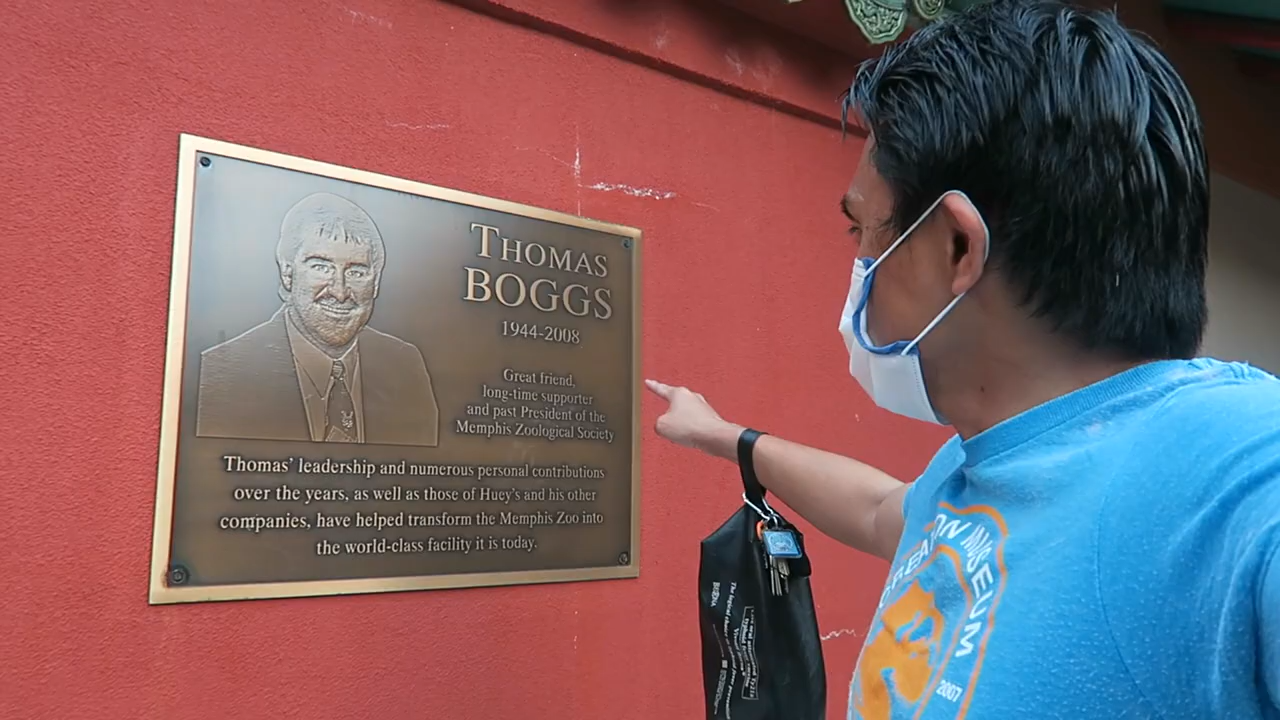 THOMAS
BOGGS
1944-2008
Great friend,
long-time supporter
and past President of the
Memphis Zoological Society
Thomas' leadership and numerous personal contributions
over the years, as well as those of Huey's and his other
companies, have helped transform the Memphis Zoo into
the world-class facility it is today.
MUSEUM
2007